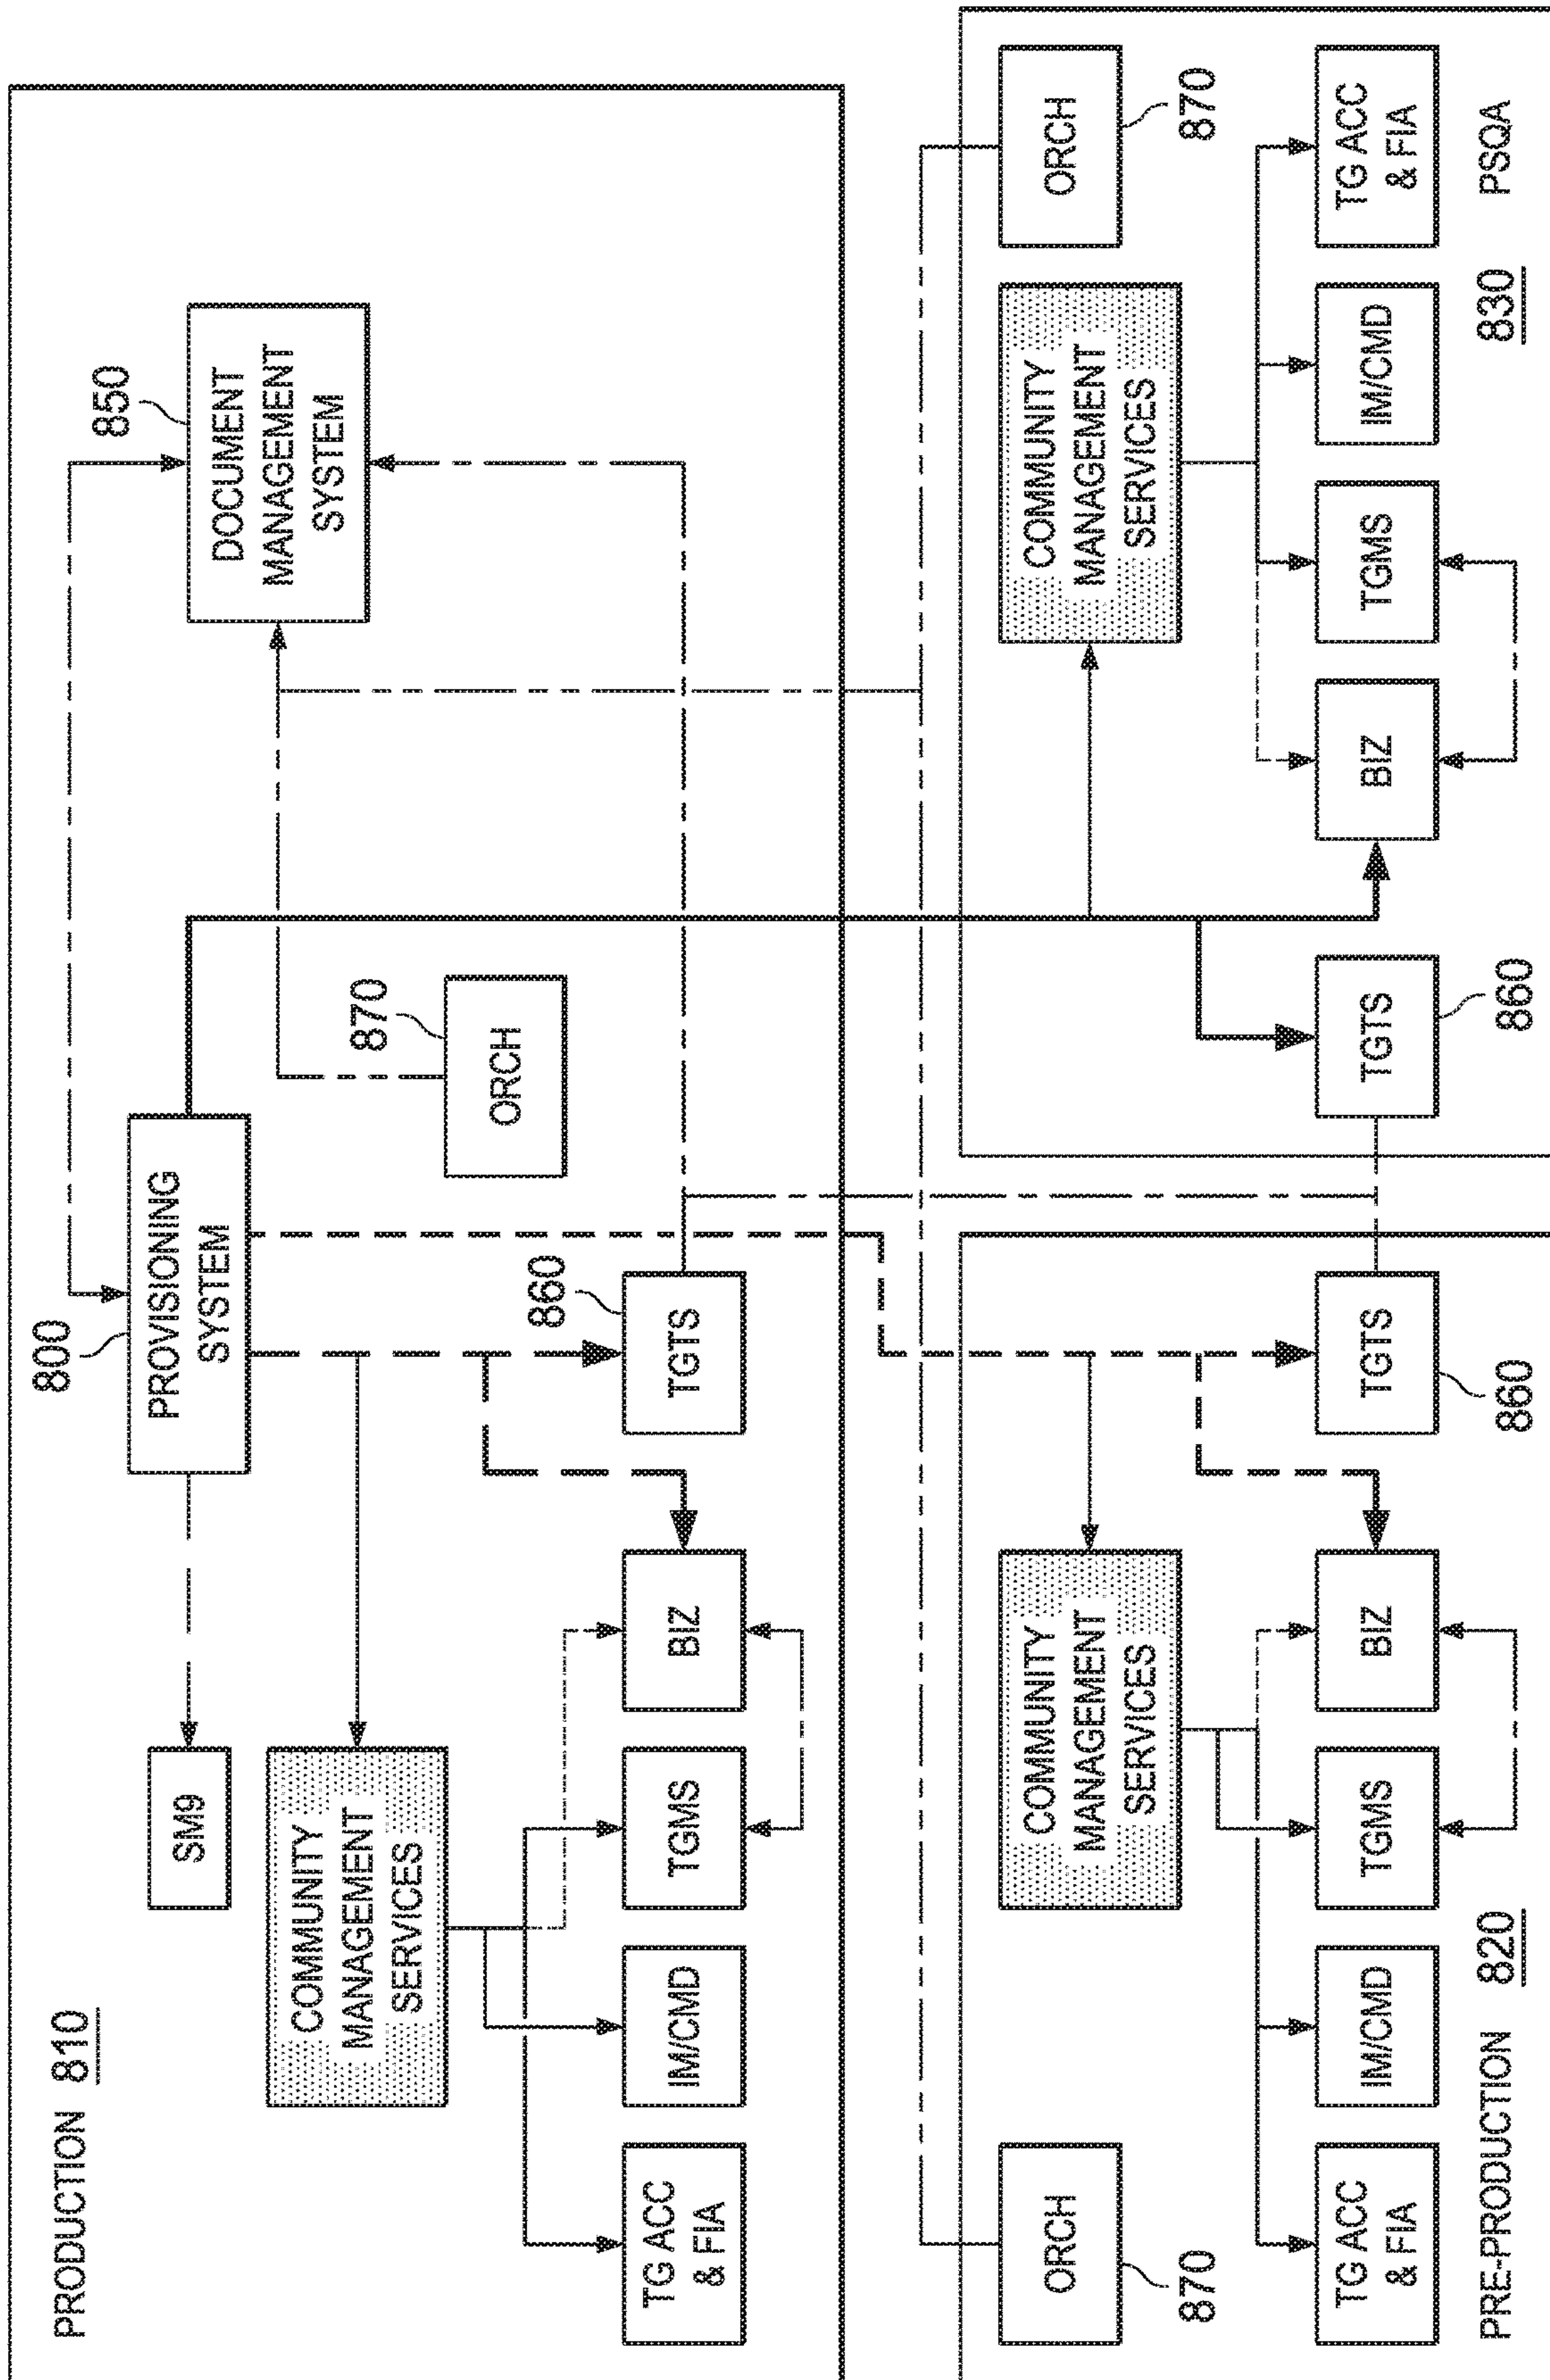 PRODUCTION 810
800
PROVISIONING
SYSTEM
850
DOCUMENT
MANAGEMENT
SYSTEM
SM9
COMMUNITY
MANAGEMENT
SERVICES
870
ORCH
TG ACC
& FIA
IM/CMD
TGMS
BIZ
TGTS
860
ORCH
870
COMMUNITY
MANAGEMENT
SERVICES
TG ACC
& FIA
IM/CMD
TGMS
BIZ
TGTS
860
PRE-PRODUCTION 820
COMMUNITY
MANAGEMENT
SERVICES
ORCH
870
TGTS
860
BIZ
TGMS
IM/CMD
TG ACC
& FIA
830 PSQA